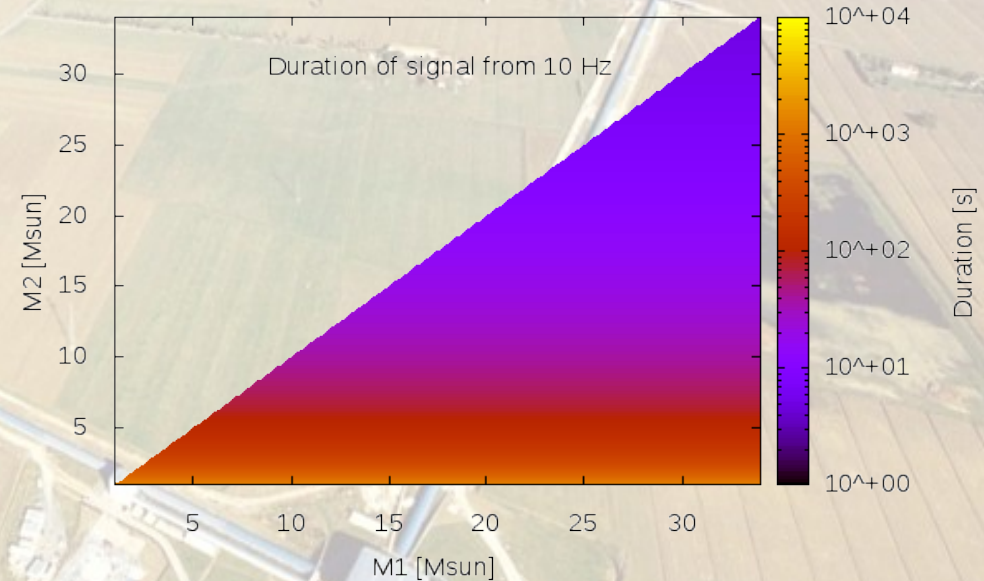 Duration of signal from 10 Hz
M2 [Msun]
30
25
20
15
10
5
5 10 15 20 25 30
M1 [Msun]
10^+04
10^+03
10^+02
10^+01
10^+00
Duration [s]